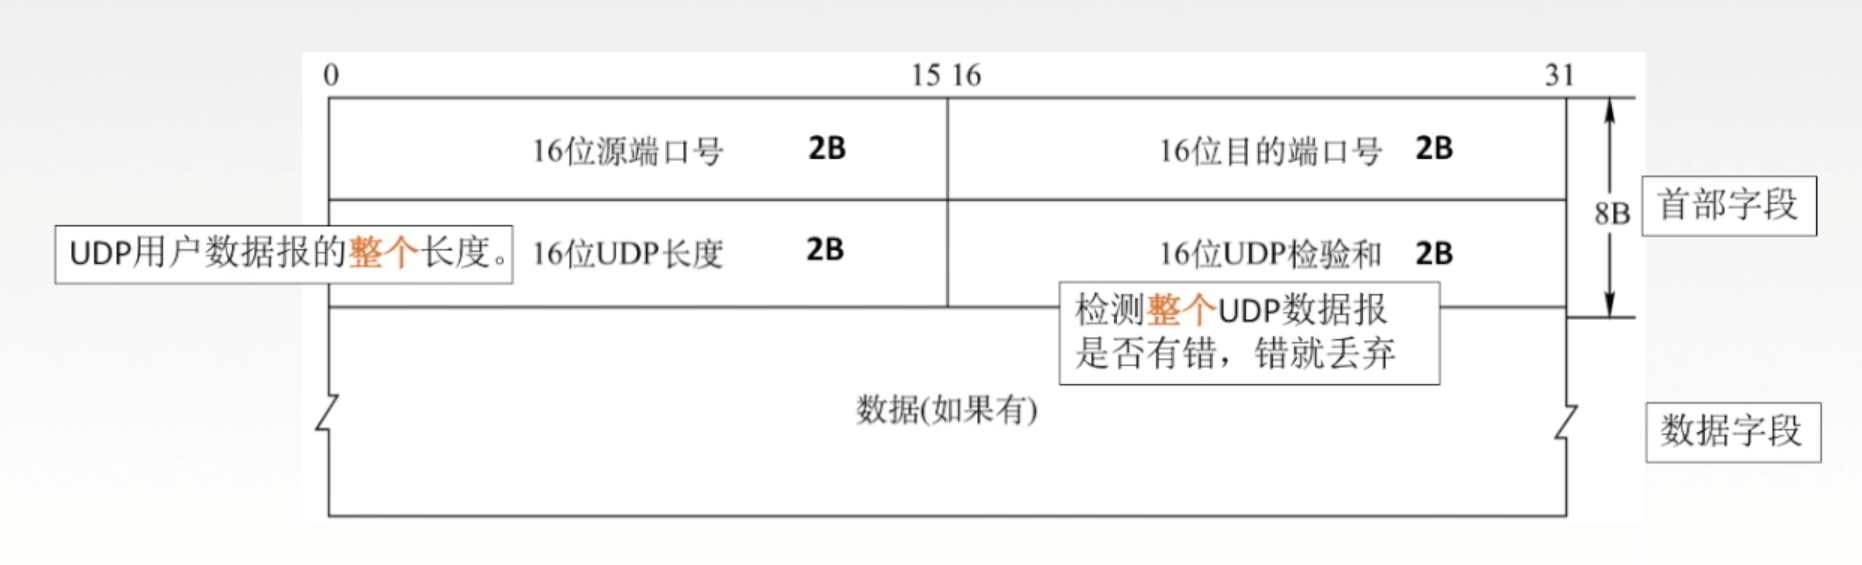 0 15 16 31
16位源端口号 2B 16位目的端口号 2B
8B 首部字段
UDP用户数据报的整个长度。 16位UDP长度 2B 16位UDP检验和 2B
检测整个UDP数据报
是否有错，错就丢弃
数据(如果有)
数据字段